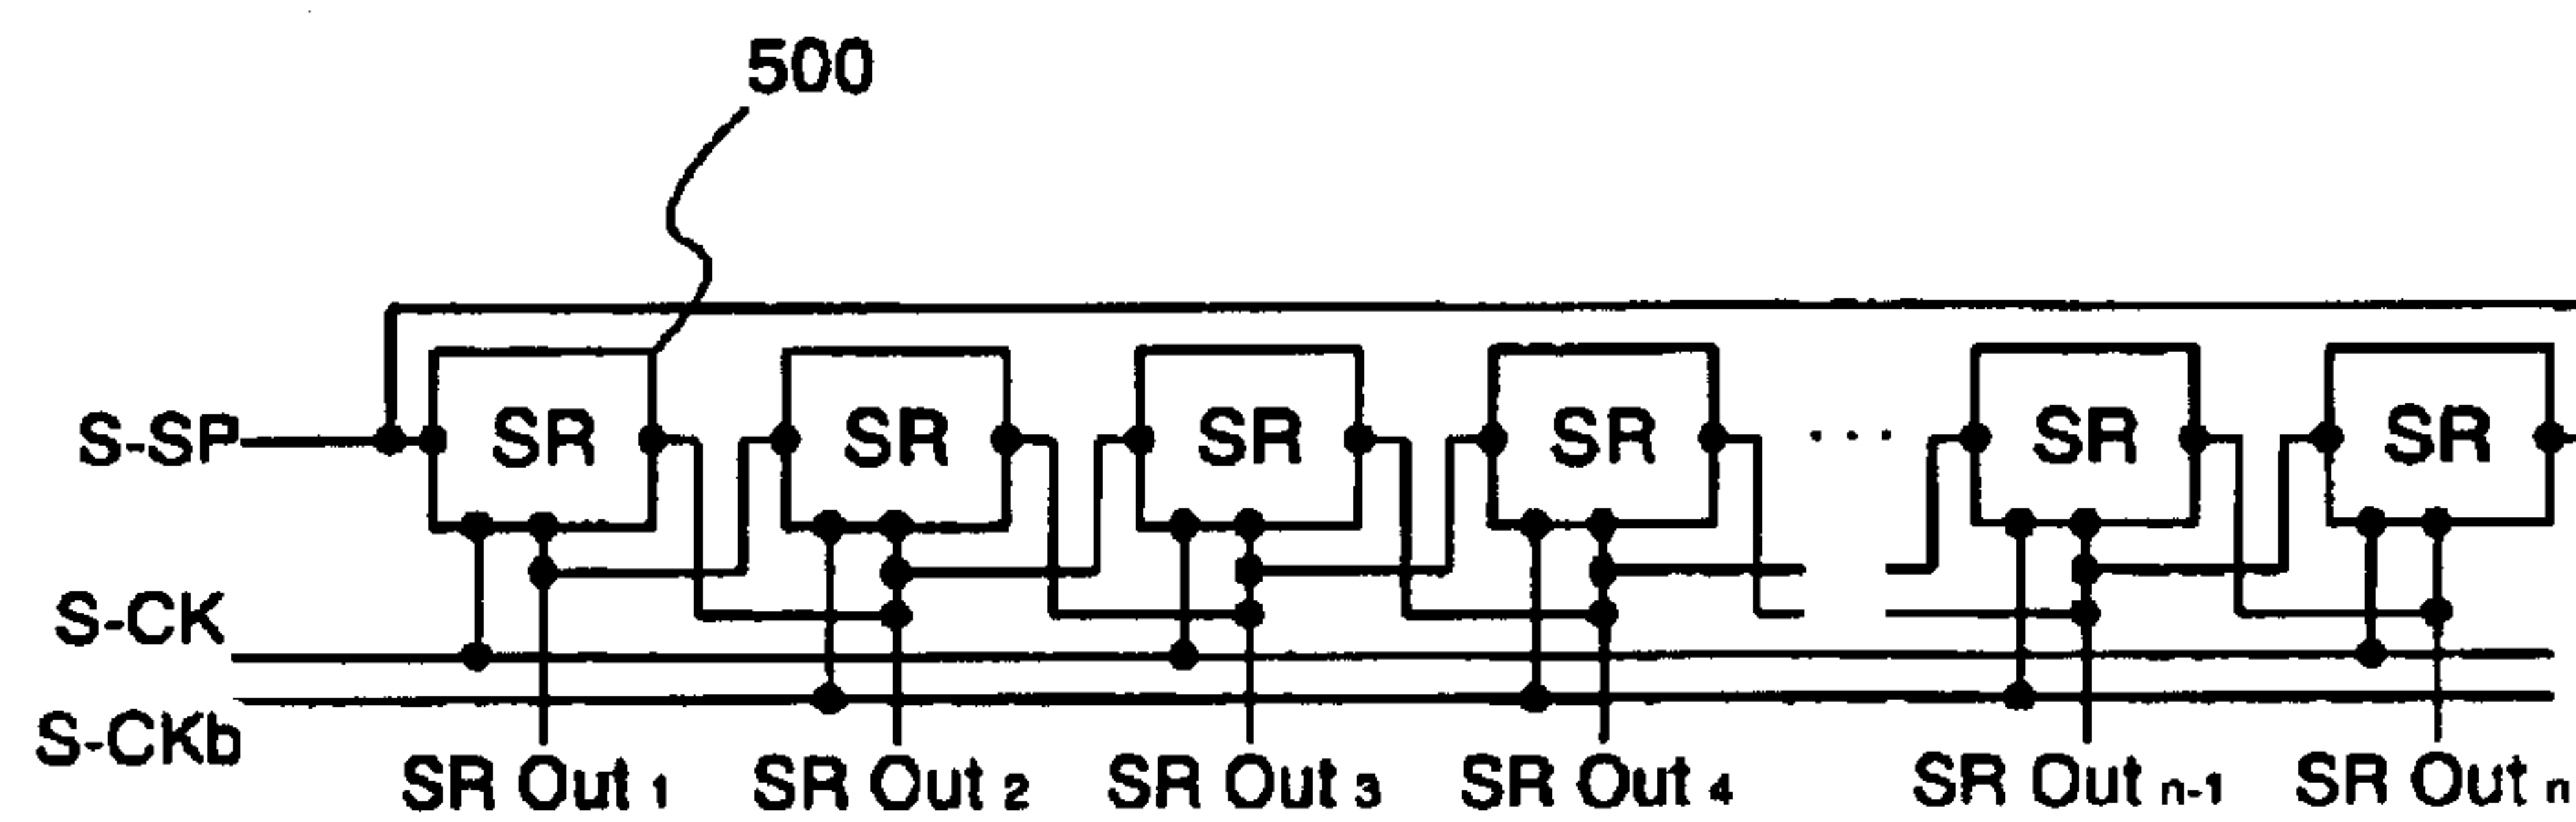 500
S-SP
SR SR SR SR ... SR SR
S-CK
S-CKb
SR Out 1 SR Out 2 SR Out 3 SR Out 4 SR Out n-1 SR Out n